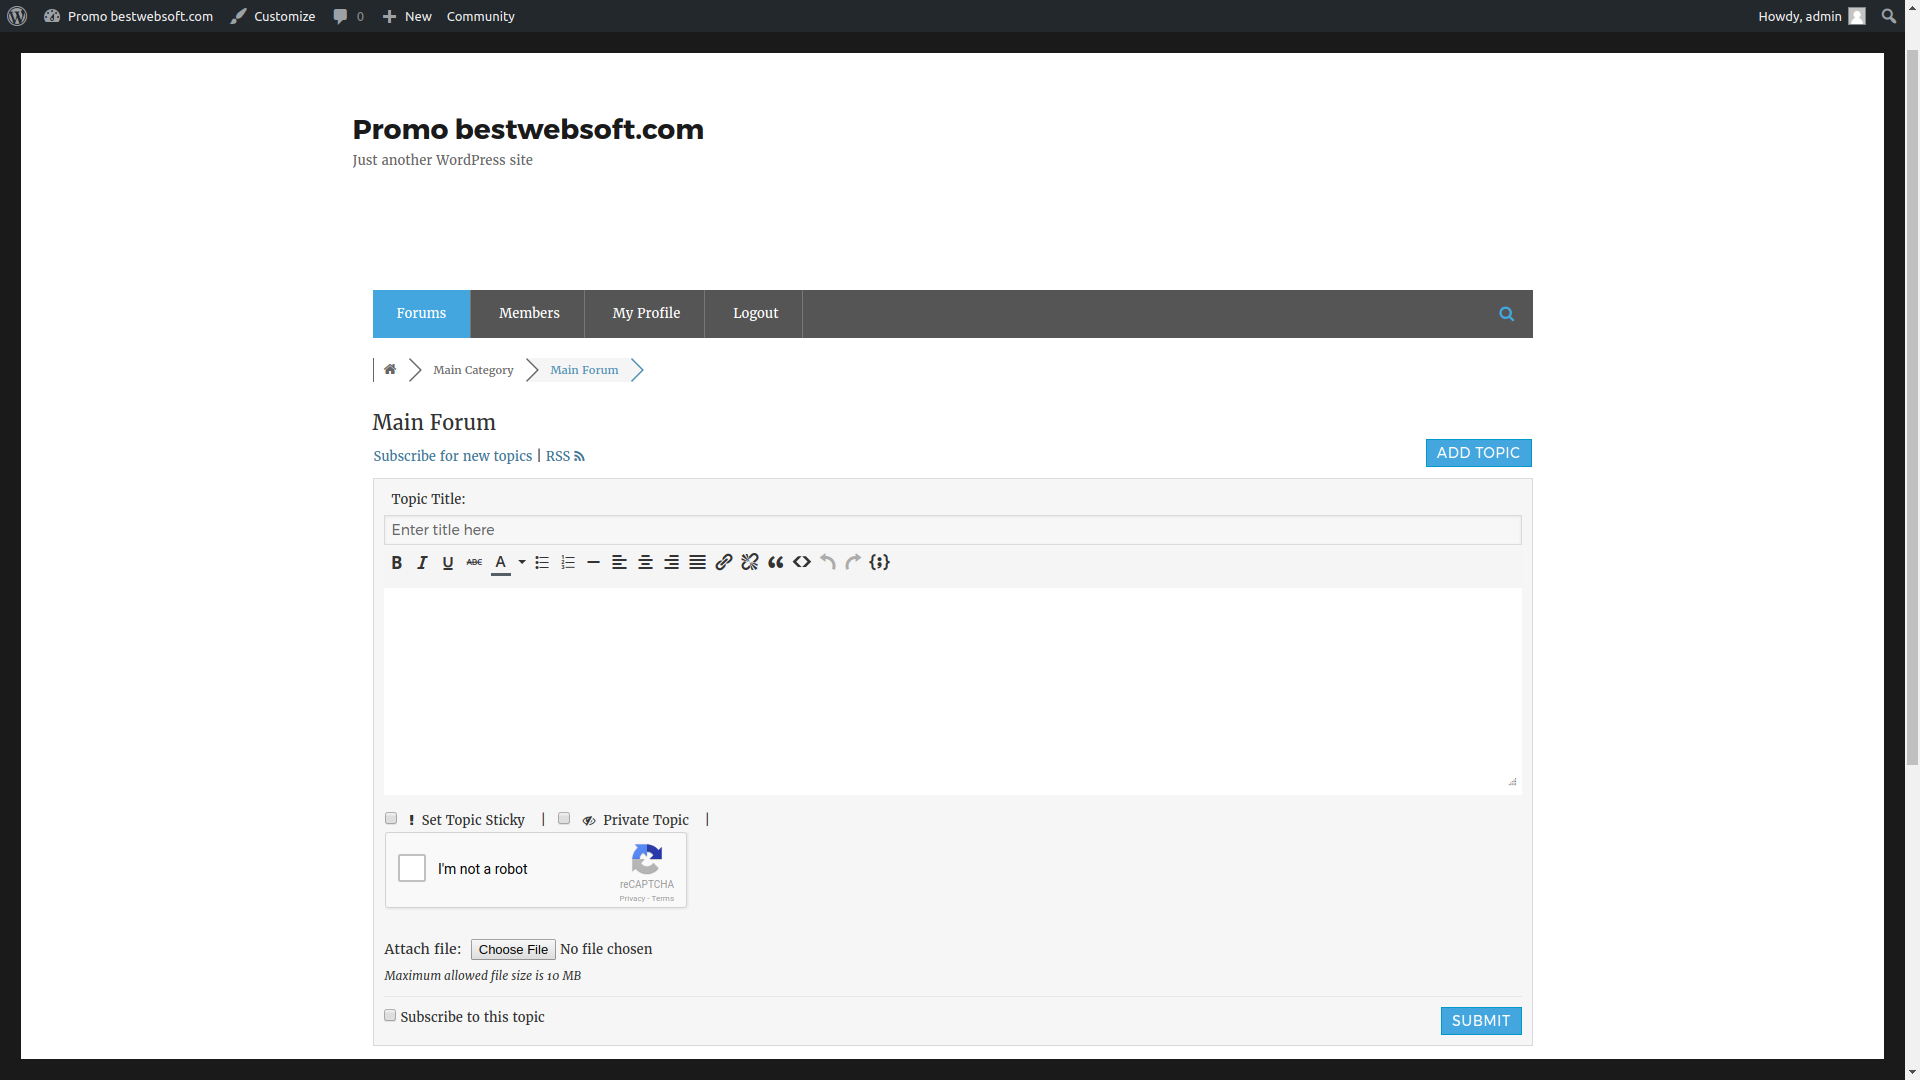 Promo bestwebsoft.com Customize 0 New Community Howdy, admin
Promo bestwebsoft.com
Just another WordPress site
Forums Members My Profile Logout
Main Category Main Forum
Main Forum
Subscribe for new topics | RSS
ADD TOPIC
Topic Title:
Enter title here
B I U ABC A
Set Topic Sticky | Private Topic |
I'm not a robot
reCAPTCHA
Privacy - Terms
Attach file: Choose File No file chosen
Maximum allowed file size is 10 MB
Subscribe to this topic
SUBMIT